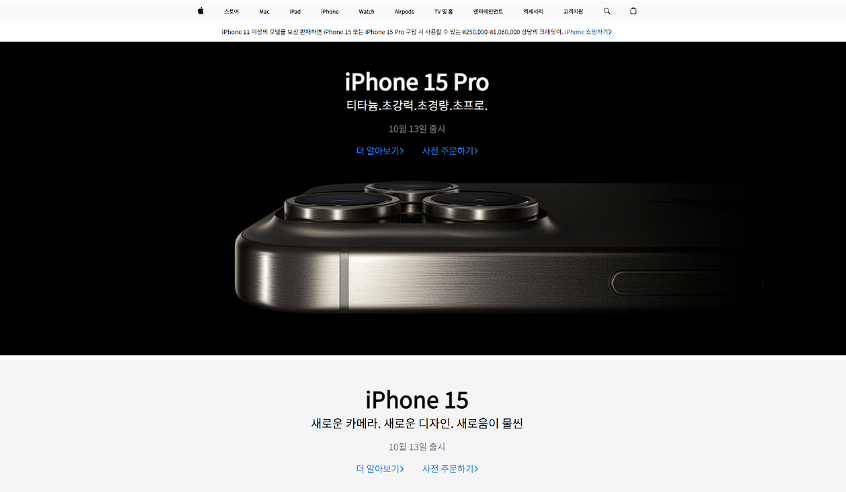 스토어 Mac iPad iPhone Watch Airpods TV 및 홈 엔터테인먼트 액세서리 고객지원
iPhone 11 이상의 모델을 보상 판매하면 iPhone 15 또는 iPhone 15 Pro 구입 시 사용할 수 있는 ₩250,000-₩1,060,000 상당의 크레딧이. iPhone 쇼핑하기>
iPhone 15 Pro
티타늄.초강력.초경량.초프로.
10월 13일 출시
더 알아보기> 사전 주문하기>
iPhone 15
새로운 카메라. 새로운 디자인. 새로움이 물씬
10월 13일 출시
더 알아보기> 사전 주문하기>